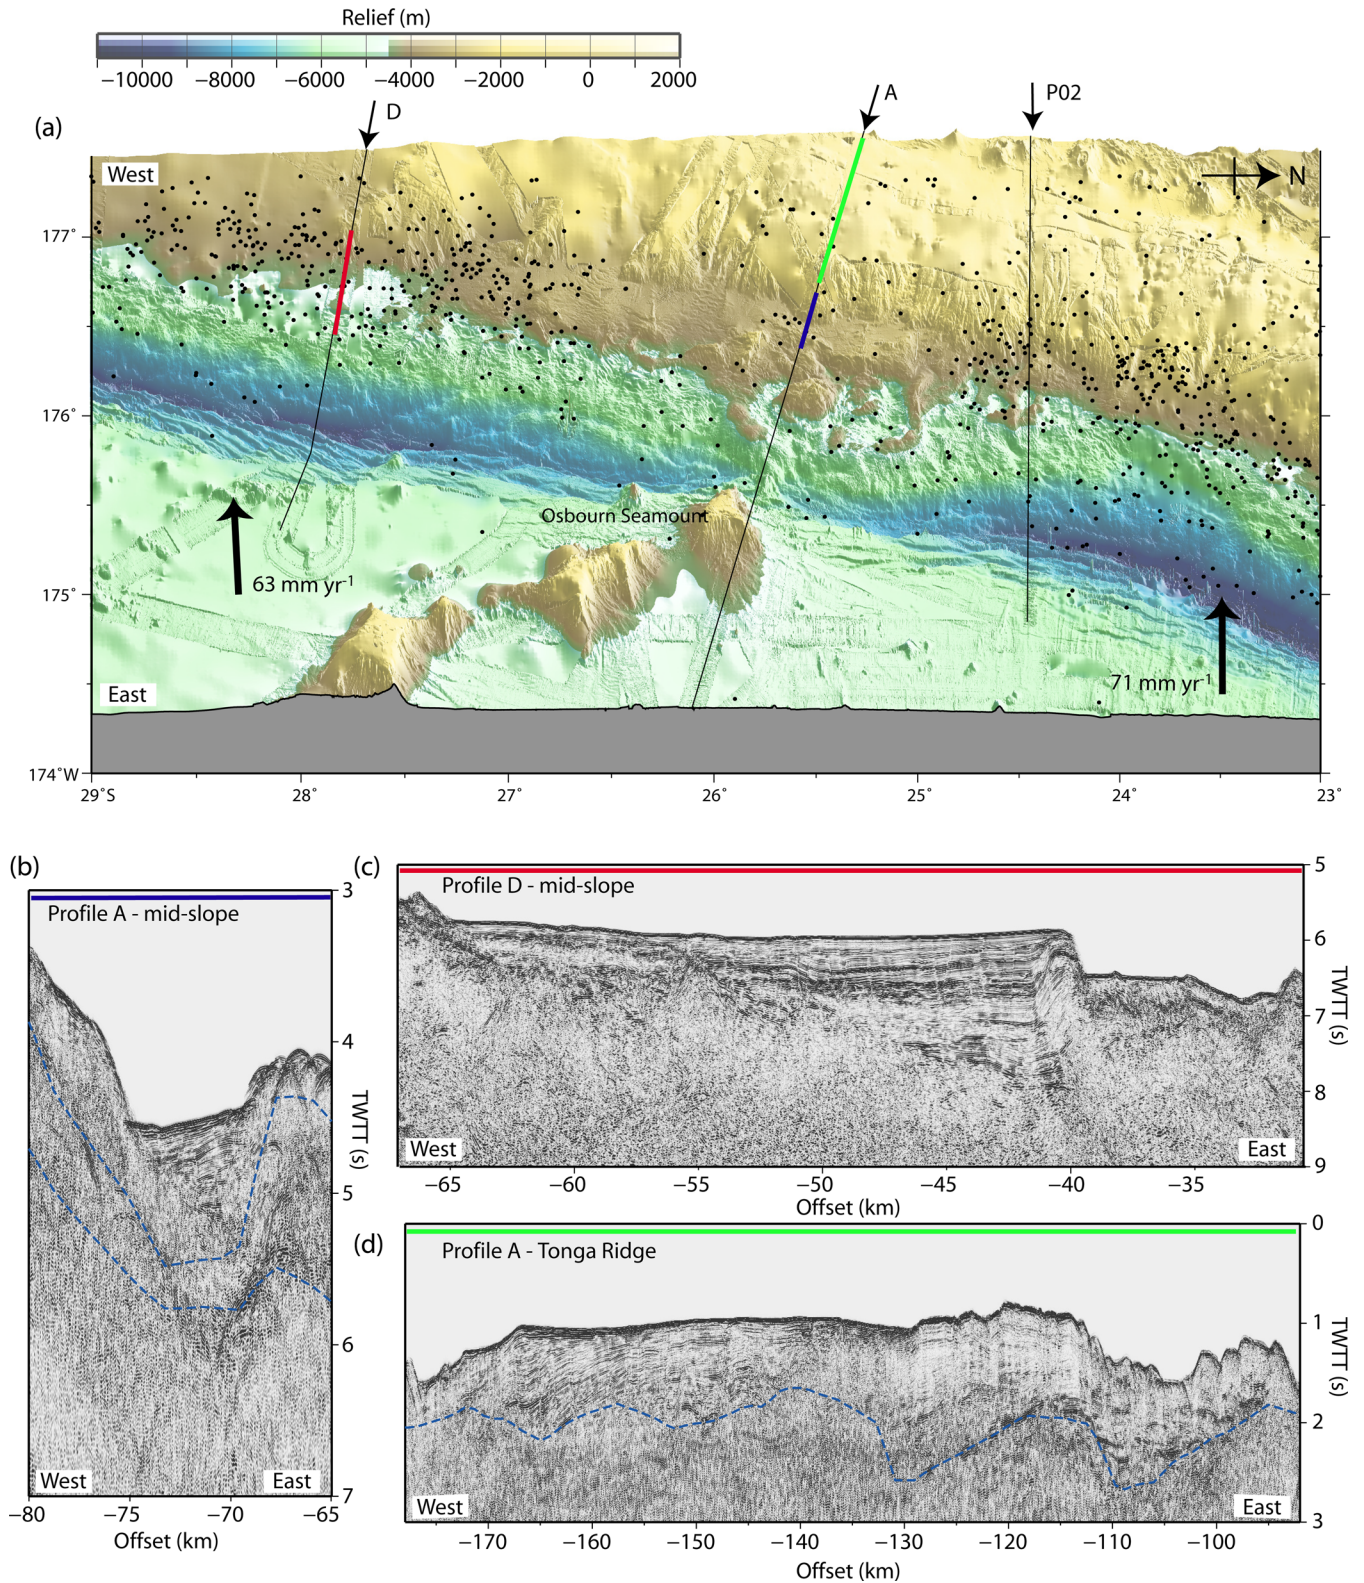 Relief (m)
−10000 −8000 −6000 −4000 −2000 0 2000
(a)
D
A
P02
West
N
177˚
176˚
Osbourn Seamount
175˚
63 mm yr-1
71 mm yr-1
East
174˚W
29˚S 28˚ 27˚ 26˚ 25˚ 24˚ 23˚
(b)
Profile A - mid-slope
3
4
5
6
7
TWTT (s)
West
East
−80 −75 −70 −65
Offset (km)
(c)
Profile D - mid-slope
5
6
7
8
9
TWTT (s)
West
East
−65 −60 −55 −50 −45 −40 −35
Offset (km)
(d)
Profile A - Tonga Ridge
0
1
2
3
TWTT (s)
West
East
−170 −160 −150 −140 −130 −120 −110 −100
Offset (km)